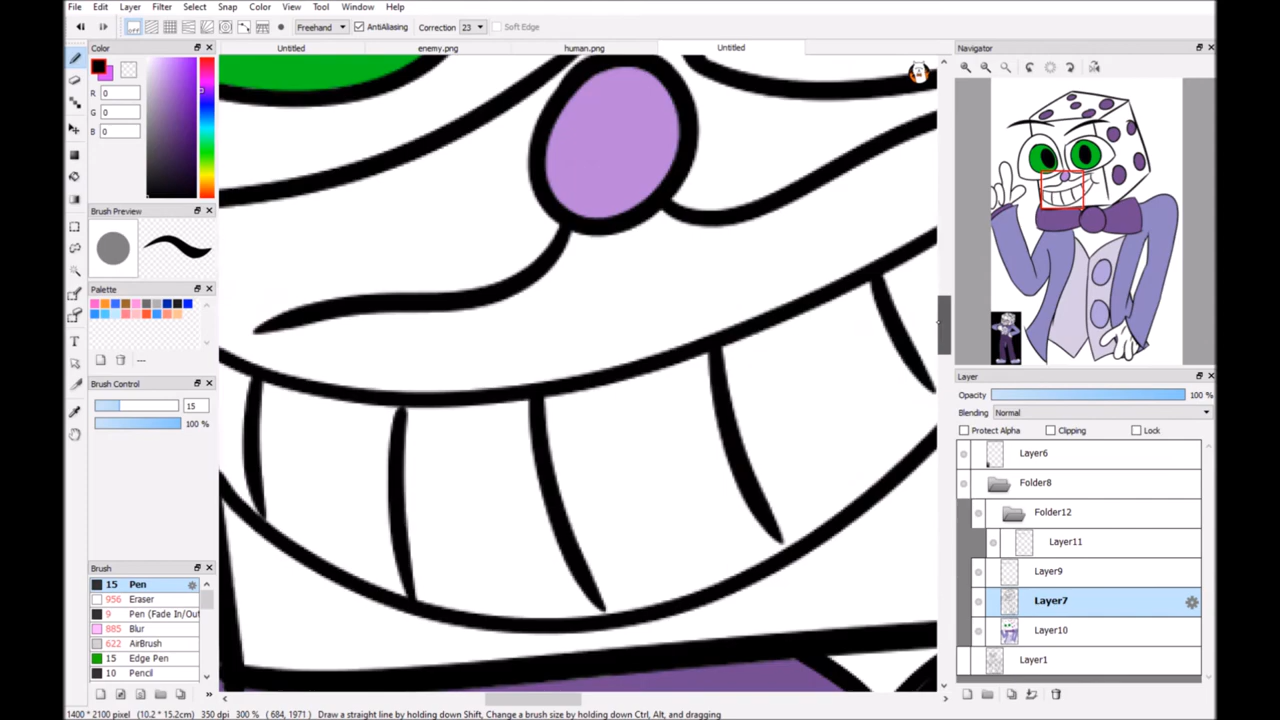 File Edit Layer Filter Select Snap Color View Tool Window Help
off Freehand AntiAliasing Correction 23 Soft Edge
Color
Untitled enemy.png human.png Untitled
Navigator
R 0
G 0
B 0
Brush Preview
Palette
---
Brush Control
15
100 %
Brush
15 Pen
956 Eraser
9 Pen (Fade In/Out
885 Blur
622 AirBrush
15 Edge Pen
10 Pencil
Layer
Opacity 100 %
Blending Normal
Protect Alpha Clipping Lock
Layer6
Folder8
Folder12
Layer11
Layer9
Layer7
Layer10
Layer1
1400 * 2100 pixel (10.2 * 15.2cm) 350 dpi 300 % ( 684, 1971 ) Draw a straight line by holding down Shift, Change a brush size by holding down Ctrl, Alt, and dragging